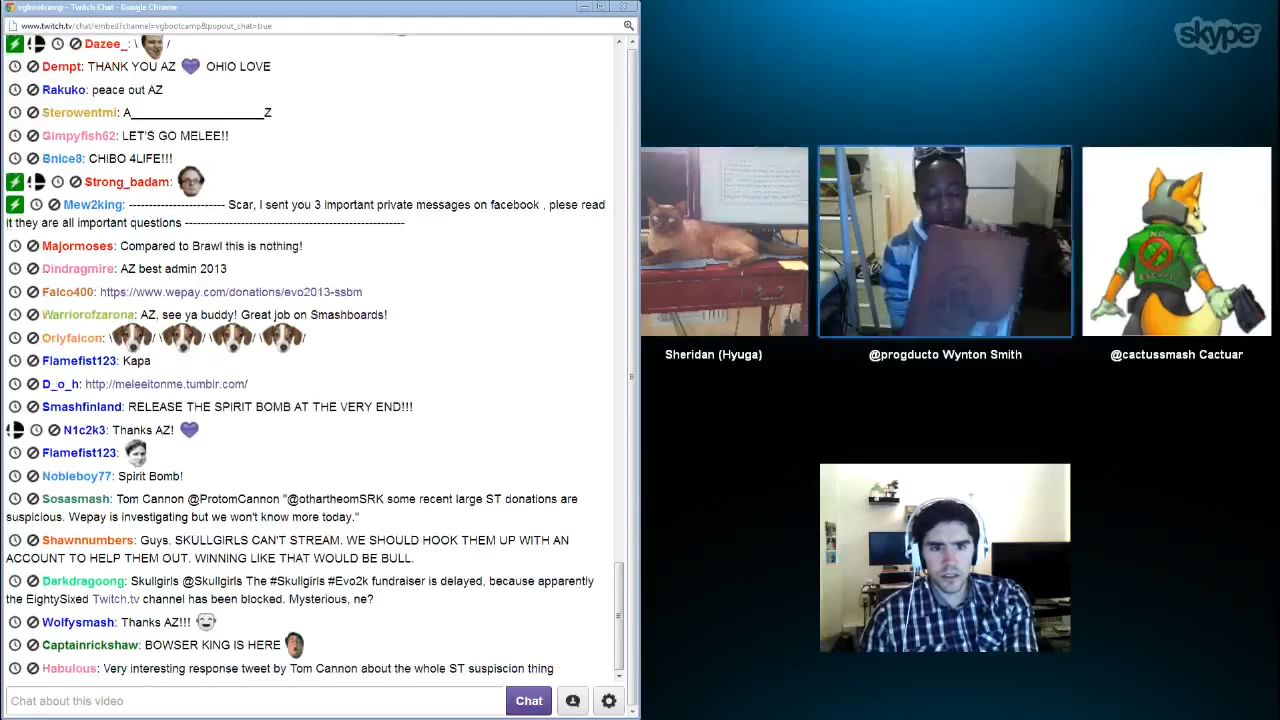 vgbootcamp - Twitch Chat - Google Chrome
www.twitch.tv/chat/embed?channel=vgbootcamp&popout_chat=true
Dazee_: \ /
Dempt: THANK YOU AZ OHIO LOVE
Rakuko: peace out AZ
Sterowentmi: A____________________Z
Gimpyfish62: LET'S GO MELEE!!
Bnice8: CHIBO 4LIFE!!!
Strong_badam:
Mew2king: ------------------------ Scar, I sent you 3 important private messages on facebook , plese read
it they are all important questions -------------------------------------------------------
Majormoses: Compared to Brawl this is nothing!
Dindragmire: AZ best admin 2013
Falco400: https://www.wepay.com/donations/evo2013-ssbm
Warriorofzarona: AZ, see ya buddy! Great job on Smashboards!
Orlyfalcon: \ / \ / \ / \ /
Flamefist123: Kapa
D_o_h: http://meleeitonme.tumblr.com/
Smashfinland: RELEASE THE SPIRIT BOMB AT THE VERY END!!!
N1c2k3: Thanks AZ!
Flamefist123:
Nobleboy77: Spirit Bomb!
Sosasmash: Tom Cannon @ProtomCannon "@othartheomSRK some recent large ST donations are
suspicious. Wepay is investigating but we won't know more today."
Shawnnumbers: Guys. SKULLGIRLS CAN'T STREAM. WE SHOULD HOOK THEM UP WITH AN
ACCOUNT TO HELP THEM OUT. WINNING LIKE THAT WOULD BE BULL.
Darkdragoong: Skullgirls @Skullgirls The #Skullgirls #Evo2k fundraiser is delayed, because apparently
the EightySixed Twitch.tv channel has been blocked. Mysterious, ne?
Wolfysmash: Thanks AZ!!!
Captainrickshaw: BOWSER KING IS HERE
Habulous: Very interesting response tweet by Tom Cannon about the whole ST suspiscion thing
Chat about this video
Chat
skype
Sheridan (Hyuga)
@progducto Wynton Smith
@cactussmash Cactuar
NO